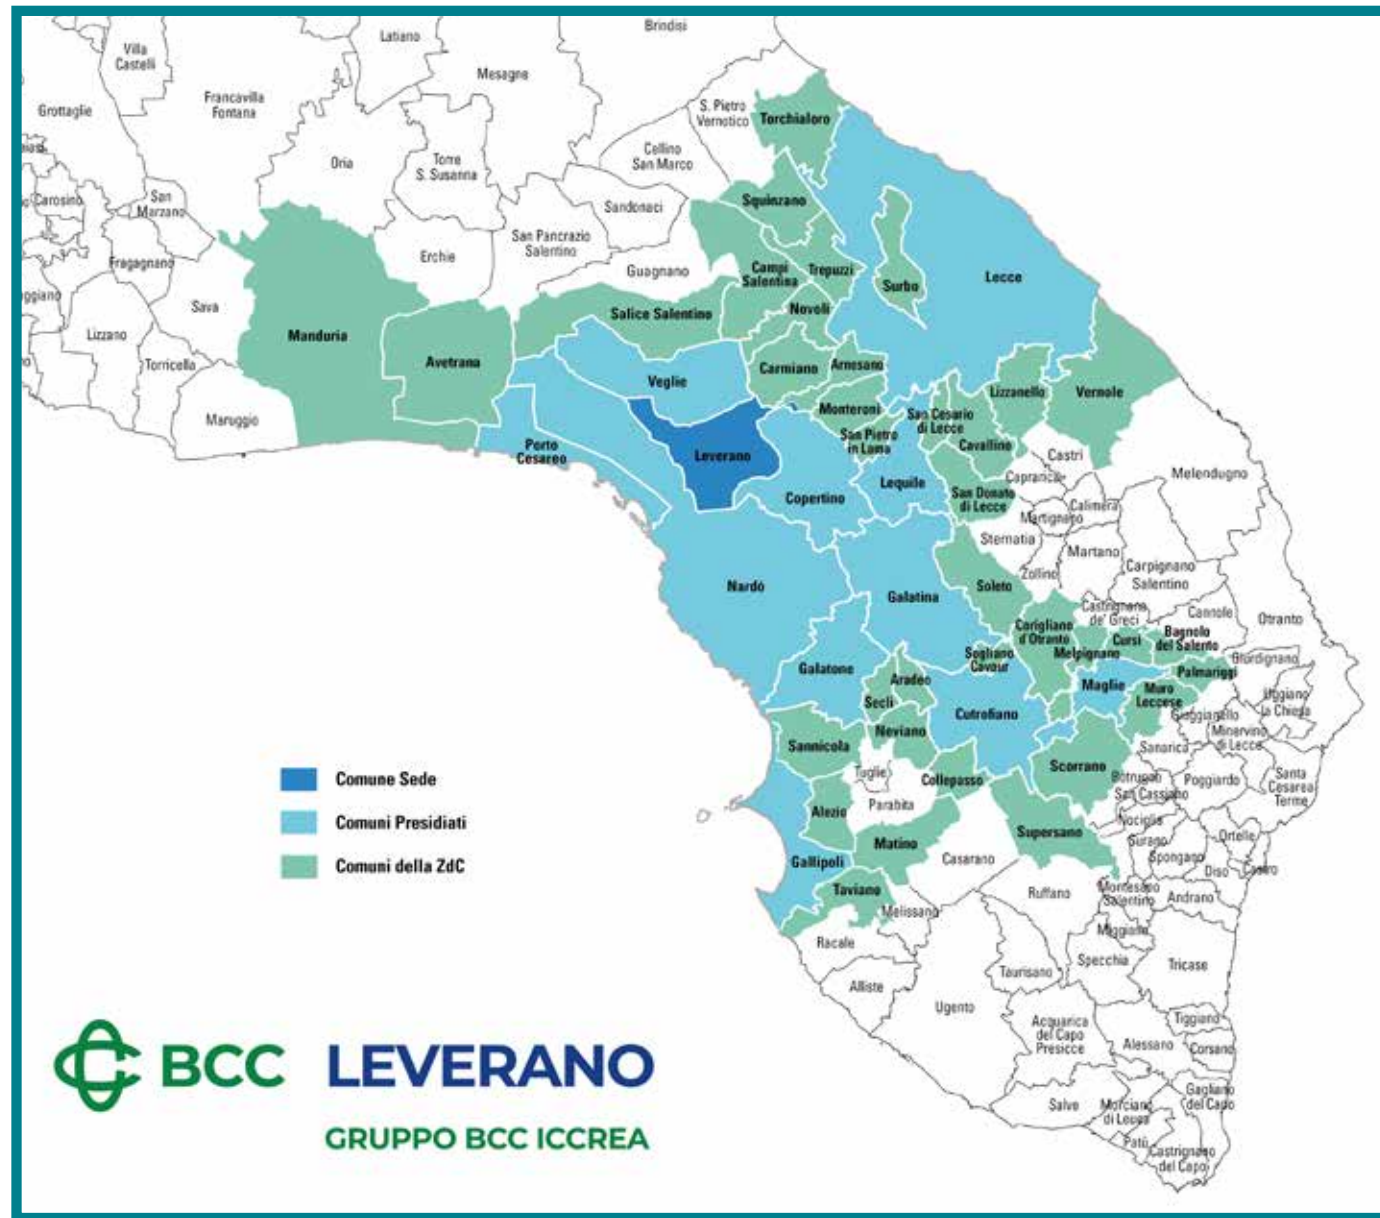 Brindisi
Latiano
Villa
Castelli
Mesagne
Francavilla
Fontana
Grottaglie
S. Pietro
Vernotico
Torchialoro
Cellino
San Marco
Oria
Torre
S. Susanna
Carosino
San
Marzano
Squinzano
Sandonaci
San Pancrazio
Salentino
Erchie
Fragagnano
Guagnano
Campi
Salentina
Trepuzzi
Surbo
Lecce
Sava
Novoli
Salice Salentino
Lizzano
Manduria
Avetrana
Torricella
Carmiano
Arnesano
Veglie
Lizzanello
Vernole
Maruggio
Monteroni
San Cesario
di Lecce
San Pietro
in Lama
Cavallino
Porto
Cesareo
Leverano
Castri
Caprarica
Melendugno
Lequile
Copertino
San Donato
di Lecce
Calimera
Martignano
Sternatia
Martano
Zollino
Carpignano
Salentino
Nardò
Galatina
Soleto
Castrignano
de' Greci
Cannole
Otranto
Corigliano
d'Otranto
Cursi
Bagnolo
del Salento
Melpignano
Sogliano
Cavour
Giurdignano
Galatone
Aradeo
Maglie
Palmariggi
Muro
Leccese
Uggiano
la Chiesa
Secli
Cutrofiano
Giuggianello
Minervino
di Lecce
Neviano
Sannicola
Sanarica
Scorrano
Tuglie
Collepasso
Botrugno
Poggiardo
Santa
Cesarea
Terme
San Cassiano
Parabita
Alezio
Nociglia
Supersano
Surano
Ortelle
Matino
Spongano
Casarano
Gallipoli
Diso
Castro
Taviano
Ruffano
Montesano
Salentino
Andrano
Melissano
Miggiano
Racale
Specchia
Tricase
Taurisano
Alliste
Ugento
Acquarica
del Capo
Presicce
Tiggiano
Alessano
Corsano
Gagliano
del Capo
Salve
Morciano
di Leuca
Patù
Castrignano
del Capo
Comune Sede
Comuni Presidiati
Comuni della ZdC
BCC LEVERANO
GRUPPO BCC ICCREA